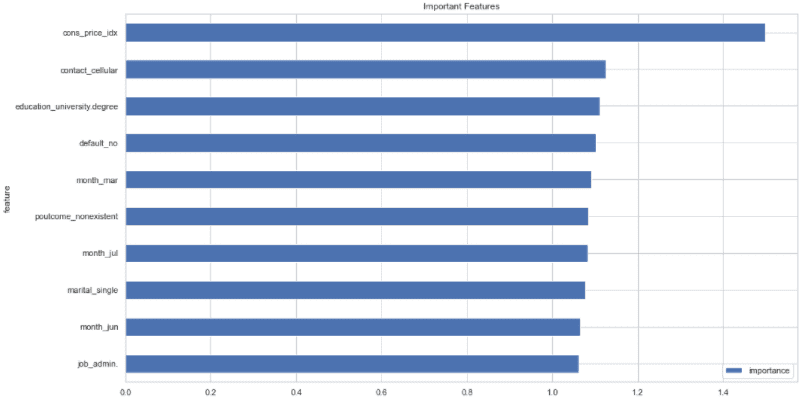 Important Features
cons_price_idx
contact_cellular
education_university.degree
default_no
month_mar
poutcome_nonexistent
month_jul
marital_single
month_jun
job_admin.
feature
importance
0.0 0.2 0.4 0.6 0.8 1.0 1.2 1.4